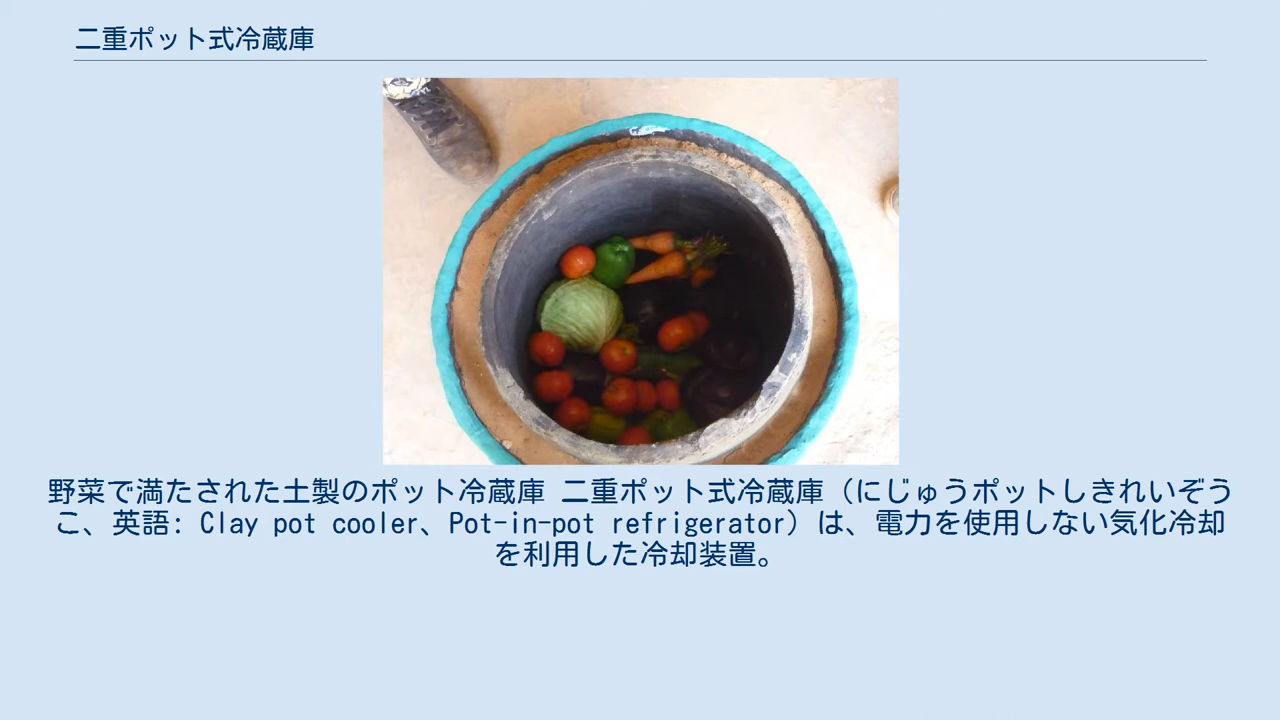 二重ポット式冷蔵庫
野菜で満たされた土製のポット冷蔵庫 二重ポット式冷蔵庫（にじゅうポットしきれいぞう
こ、英語: Clay pot cooler、Pot-in-pot refrigerator）は、電力を使用しない気化冷却
を利用した冷却装置。